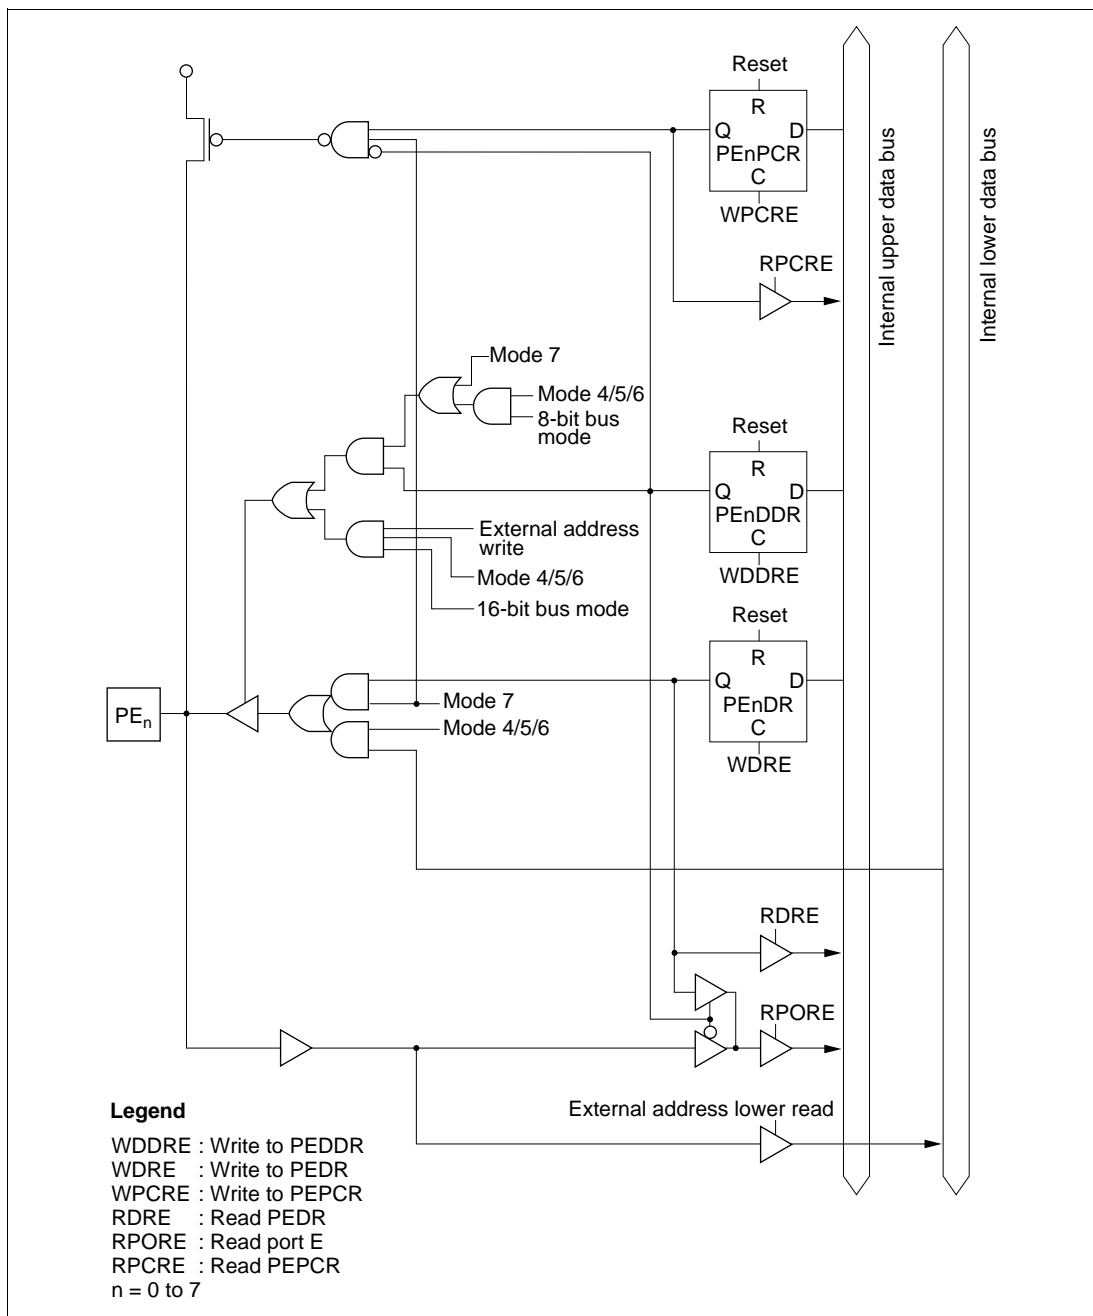 Reset
R
Q D
PEnPCR
C
WPCRE
RPCRE
Internal upper data bus
Internal lower data bus
Mode 7
Mode 4/5/6
8-bit bus
mode
Reset
R
Q D
PEnDDR
C
WDDRE
External address
write
Mode 4/5/6
16-bit bus mode
Reset
R
Q D
PEnDR
C
WDRE
Mode 7
Mode 4/5/6
PEn
RDRE
RPORE
External address lower read
Legend
WDDRE : Write to PEDDR
WDRE : Write to PEDR
WPCRE : Write to PEPCR
RDRE : Read PEDR
RPORE : Read port E
RPCRE : Read PEPCR
n = 0 to 7